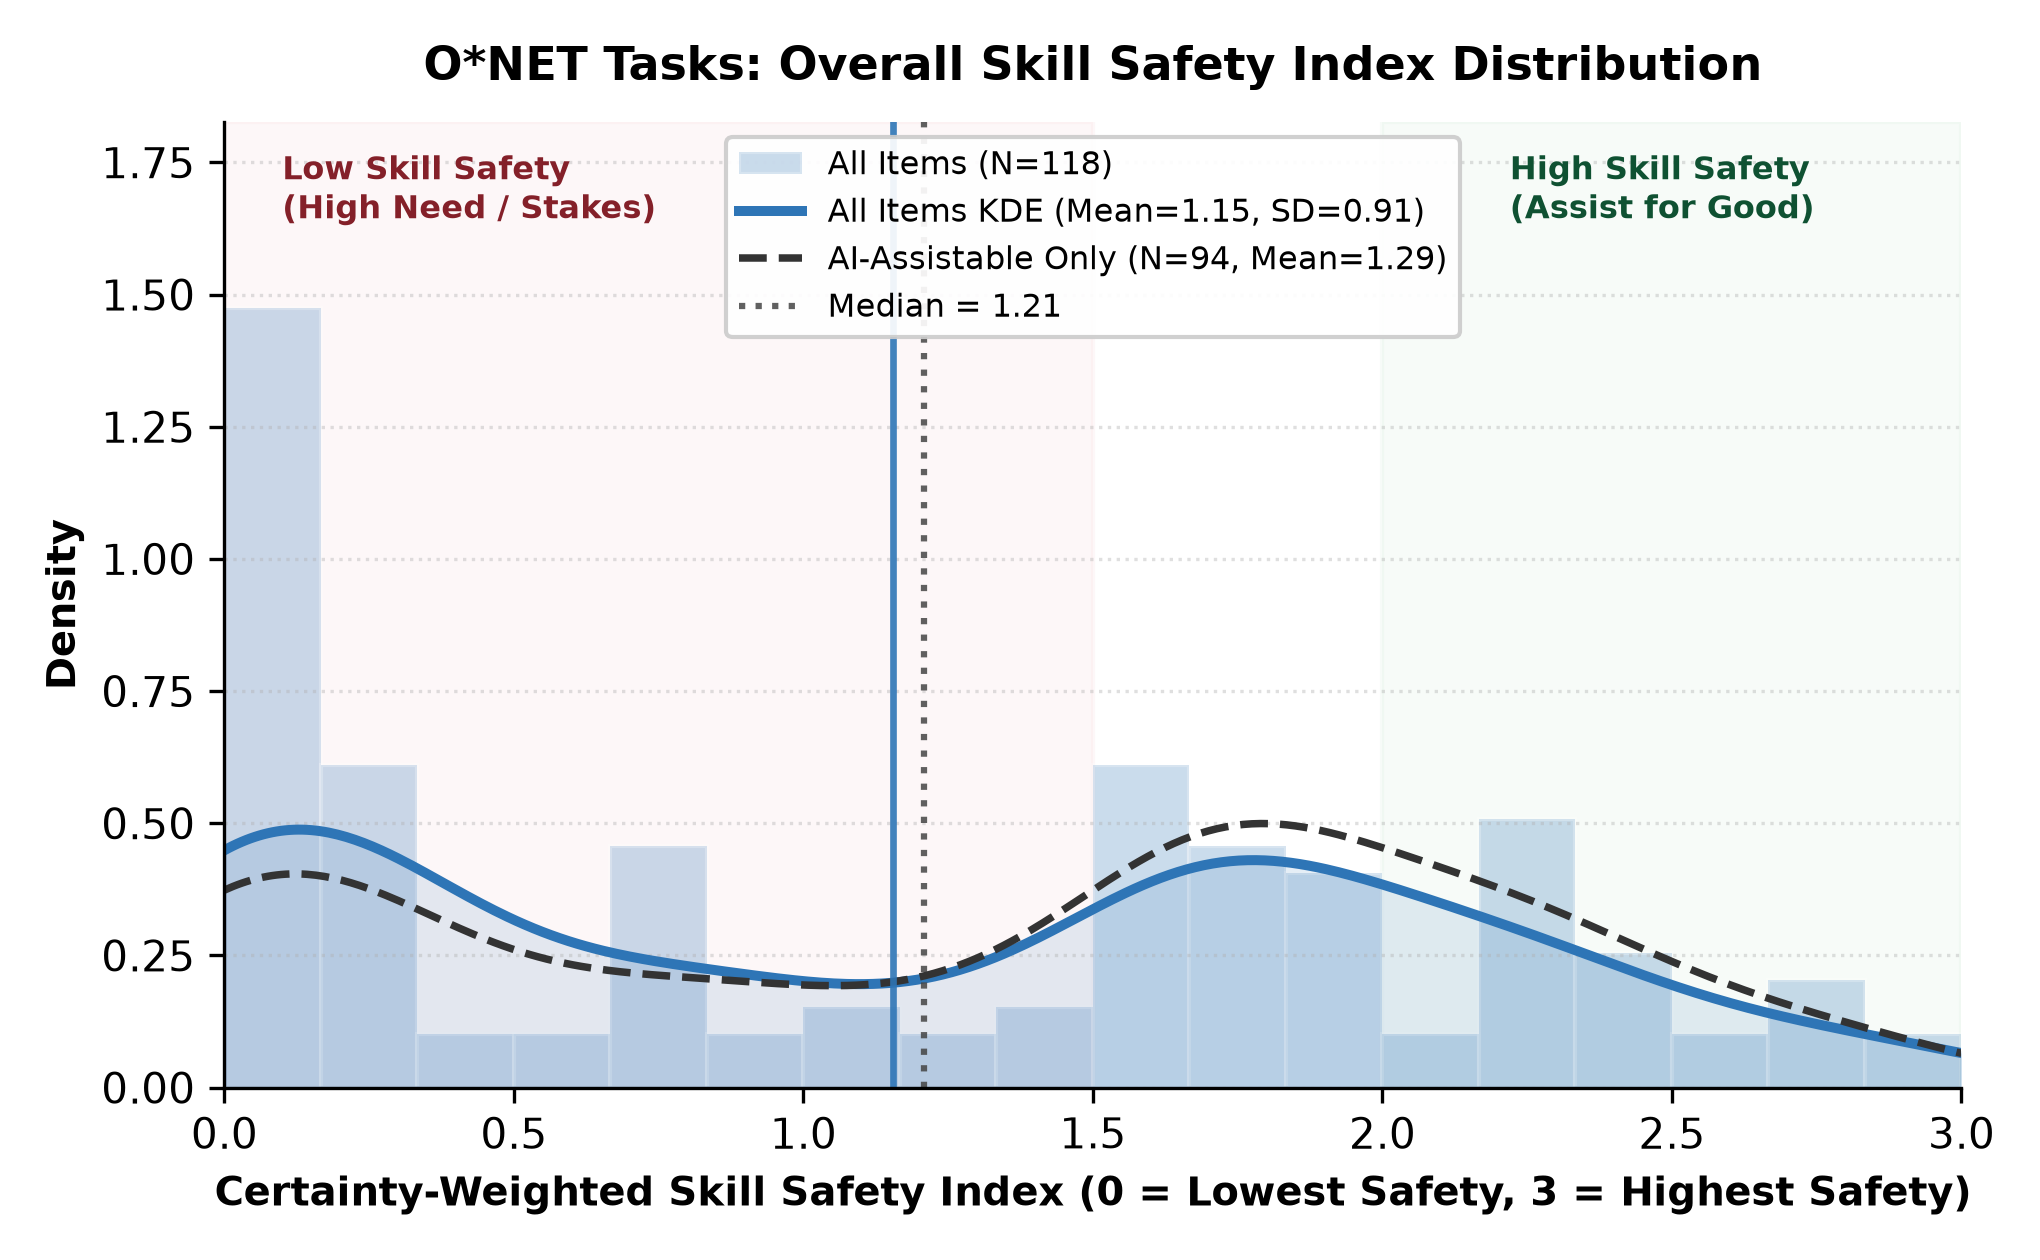 O*NET Tasks: Overall Skill Safety Index Distribution
Low Skill Safety
(High Need / Stakes)
All Items (N=118)
All Items KDE (Mean=1.15, SD=0.91)
AI-Assistable Only (N=94, Mean=1.29)
Median = 1.21
High Skill Safety
(Assist for Good)
Density
1.75
1.50
1.25
1.00
0.75
0.50
0.25
0.00
0.0 0.5 1.0 1.5 2.0 2.5 3.0
Certainty-Weighted Skill Safety Index (0 = Lowest Safety, 3 = Highest Safety)